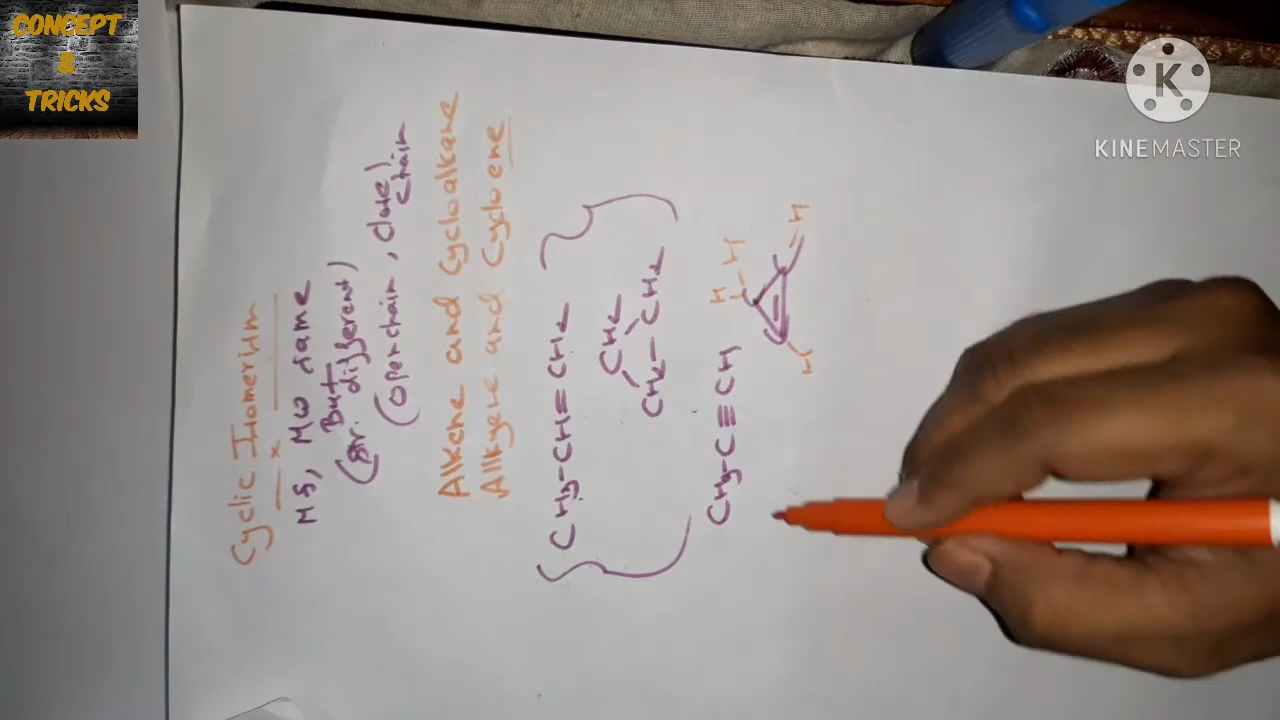 CONCEPT
&
TRICKS
K
KINEMASTER
Cyclic Isomerism
x
MS, MW same
But
(str. different)
(open chain, close)
chain
Alkene and Cycloalkane
Alkyene and Cycloene
CH3-CH=CH2
CH2
CH2-CH2
CH3-C≡CH
H
C-H
C C-H
H